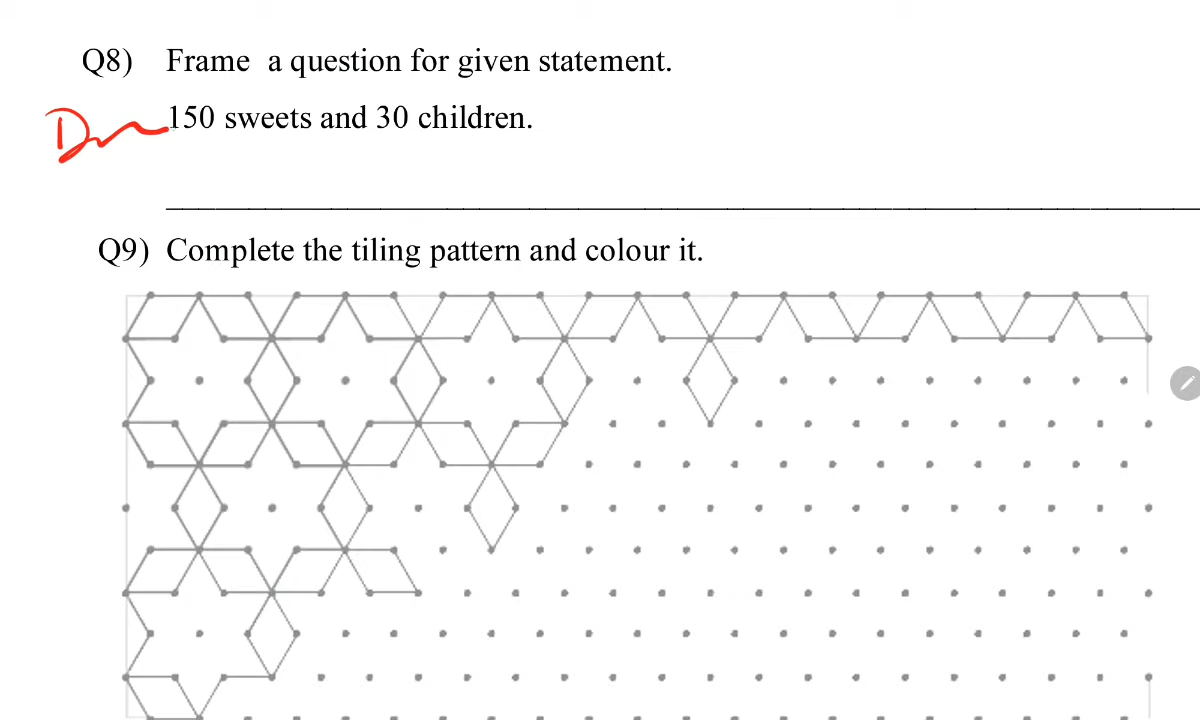 Q8) Frame a question for given statement.
150 sweets and 30 children.
Q9) Complete the tiling pattern and colour it.